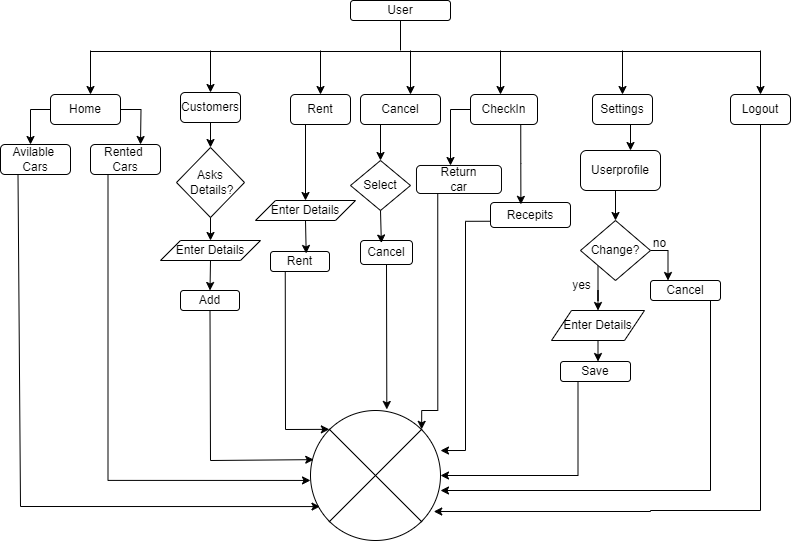 User
Home
Customers
Rent
Cancel
CheckIn
Settings
Logout
Avilable
Cars
Rented
Cars
Asks
Details?
Select
Return
car
Userprofile
Enter Details
Recepits
Enter Details
Rent
Cancel
Change?
no
yes
Cancel
Add
Enter Details
Save